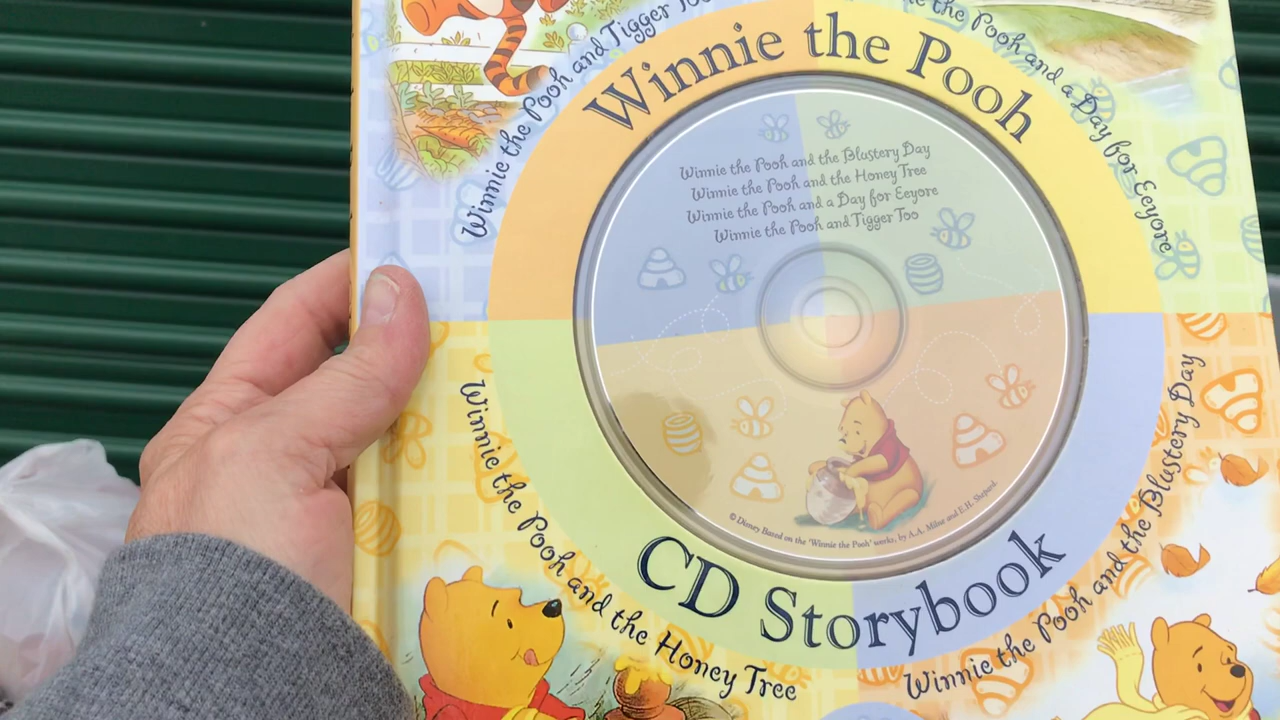 Winnie the Pooh and Tigger Too
the Pooh and a Day for Eeyore
Winnie the Pooh
Winnie the Pooh and the Blustery Day
Winnie the Pooh and the Honey Tree
Winnie the Pooh and a Day for Eeyore
Winnie the Pooh and Tigger Too
© Disney Based on the 'Winnie the Pooh' works, by A.A. Milne and E.H. Shepard.
CD Storybook
Winnie the Pooh and the Honey Tree
Winnie the Pooh and the Blustery Day